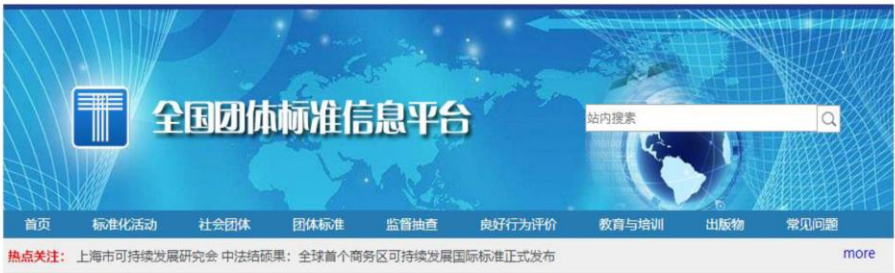 全国团体标准信息平台
站内搜索
首页 标准化活动 社会团体 团体标准 监督抽查 良好行为评价 教育与培训 出版物 常见问题
热点关注： 上海市可持续发展研究会 中法结硕果：全球首个商务区可持续发展国际标准正式发布 more